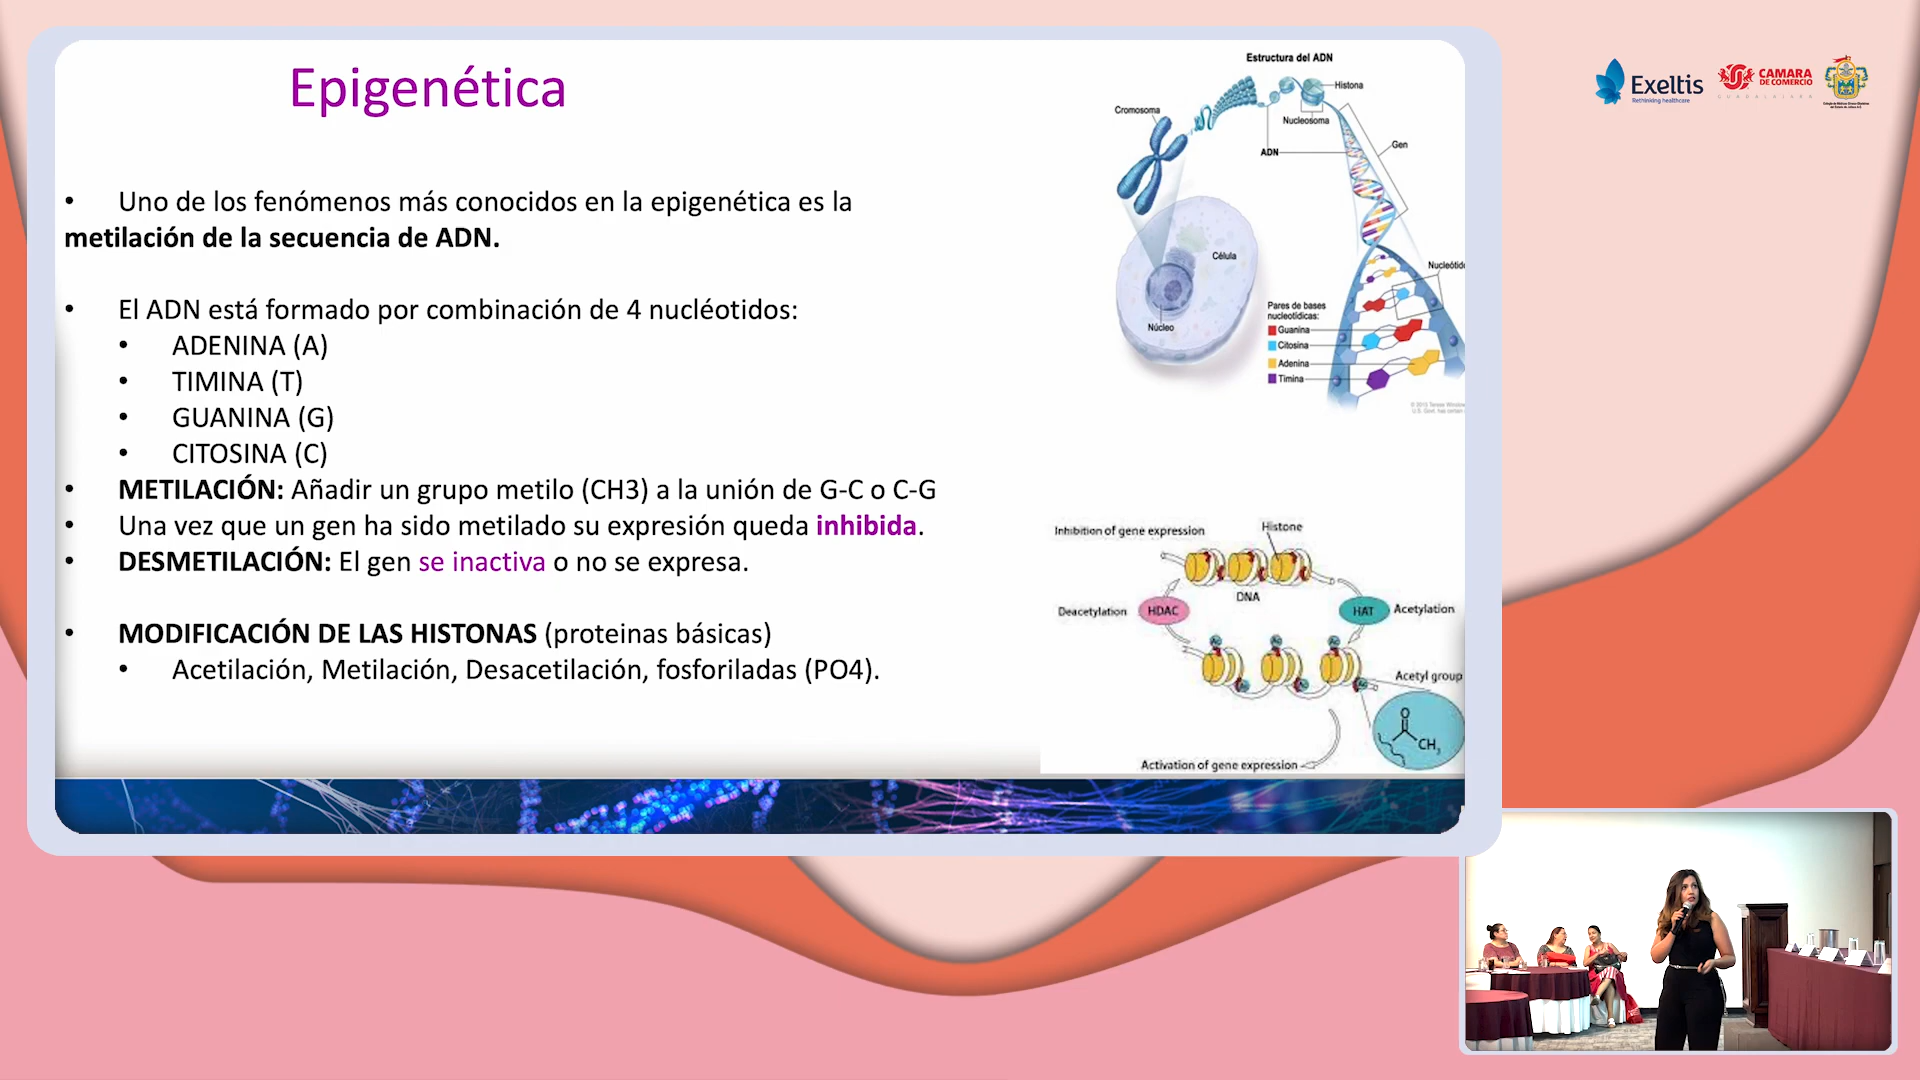 Epigenética
• Uno de los fenómenos más conocidos en la epigenética es la
metilación de la secuencia de ADN.
• El ADN está formado por combinación de 4 nucléotidos:
• ADENINA (A)
• TIMINA (T)
• GUANINA (G)
• CITOSINA (C)
• METILACIÓN: Añadir un grupo metilo (CH3) a la unión de G-C o C-G
• Una vez que un gen ha sido metilado su expresión queda inhibida.
• DESMETILACIÓN: El gen se inactiva o no se expresa.
• MODIFICACIÓN DE LAS HISTONAS (proteinas básicas)
• Acetilación, Metilación, Desacetilación, fosforiladas (PO4).
Estructura del ADN
Histona
Cromosoma
Nucleosoma
ADN
Gen
Célula
Nucleótid
Núcleo
Pares de bases
nucleotídicas:
Guanina
Citosina
Adenina
Timina
Inhibition of gene expression
Histone
DNA
Deacetylation
HDAC
HAT
Acetylation
Acetyl group
O
CH3
Activation of gene expression
Exeltis
Rethinking healthcare
CAMARA
DE COMERCIO
GUADALAJARA